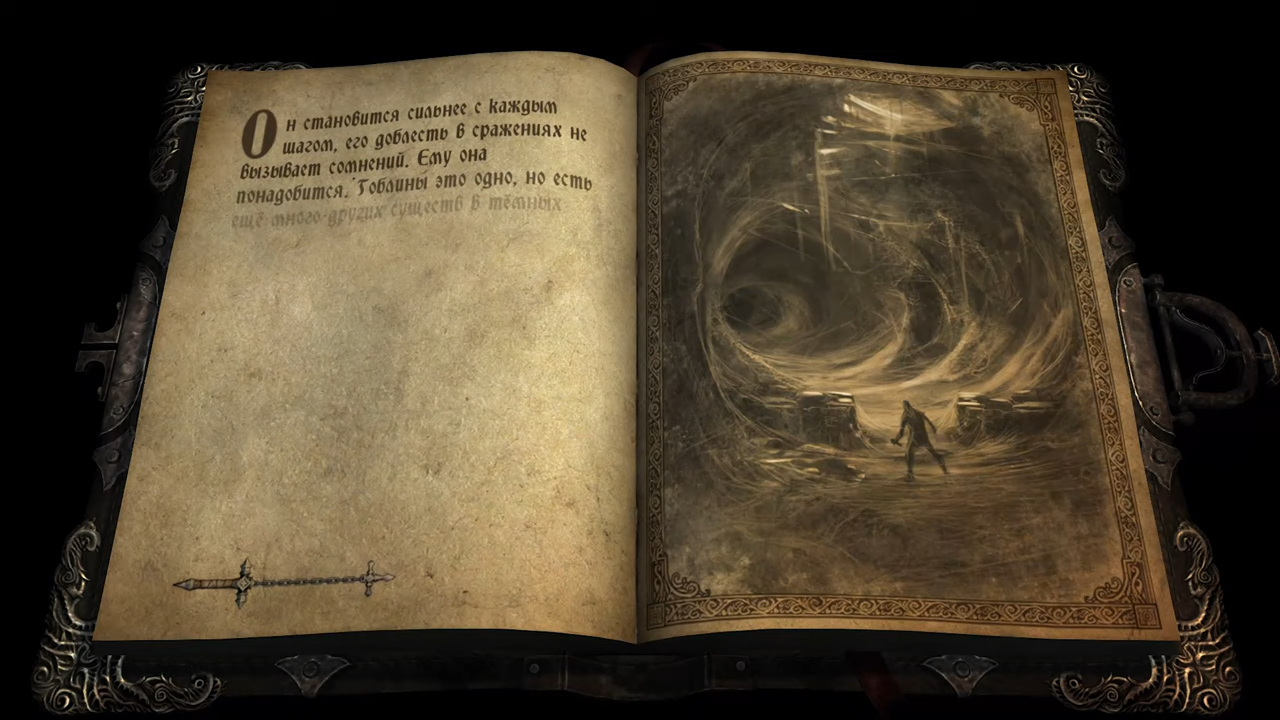 Он становится сильнее с каждым
шагом, его доблесть в сражениях не
вызывает сомнений. Ему она
понадобится. Гоблины это одно, но есть
ещё много других существ в тёмных